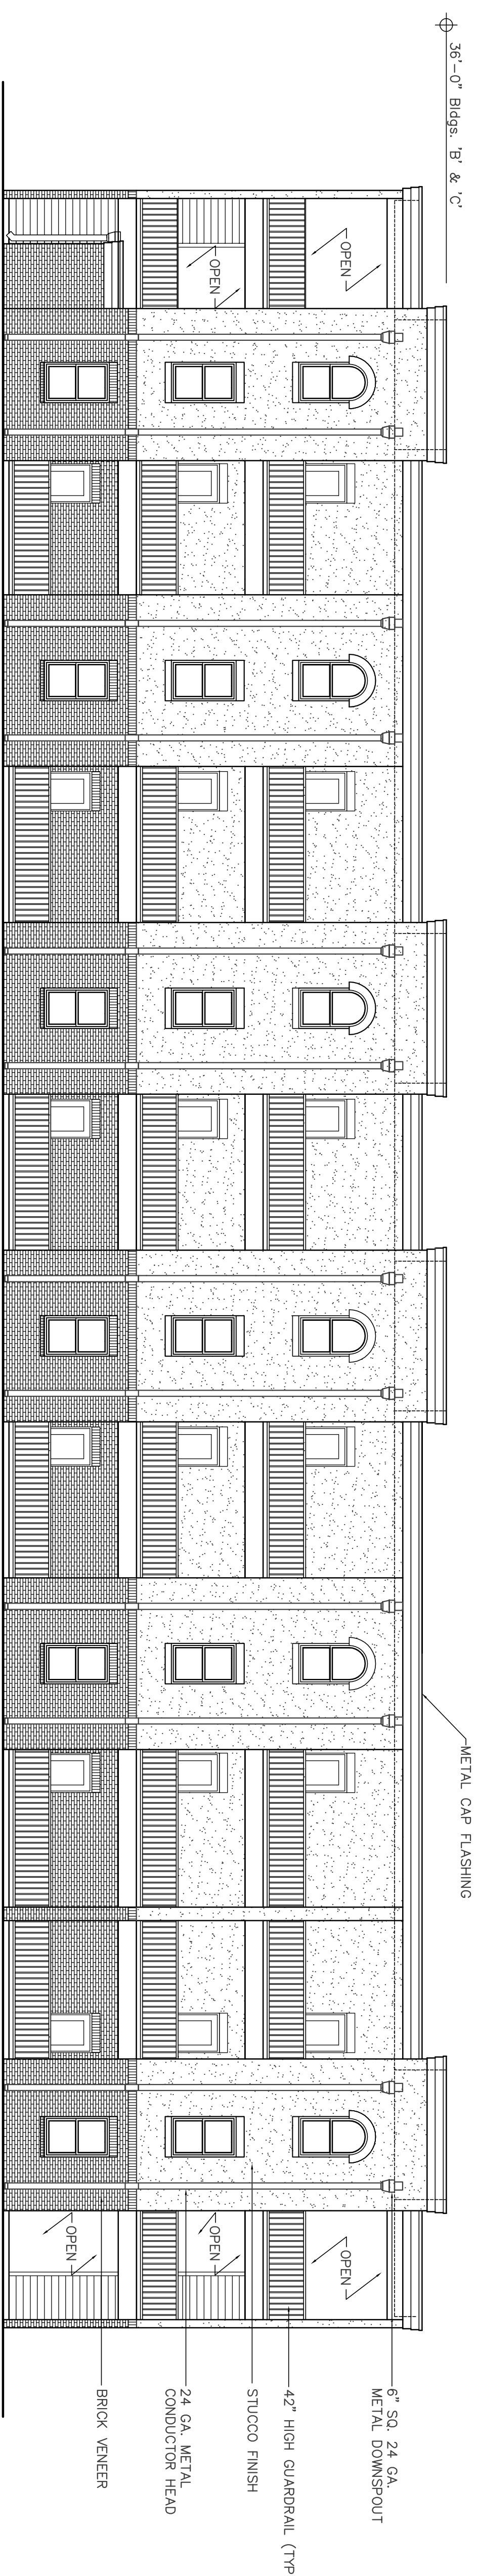 36'-0" Bldgs. 'B' & 'C'
METAL CAP FLASHING
OPEN
OPEN
OPEN
OPEN
OPEN
6" SQ. 24 GA.
METAL DOWNSPOUT
42" HIGH GUARDRAIL (TYP
STUCCO FINISH
24 GA. METAL
CONDUCTOR HEAD
BRICK VENEER